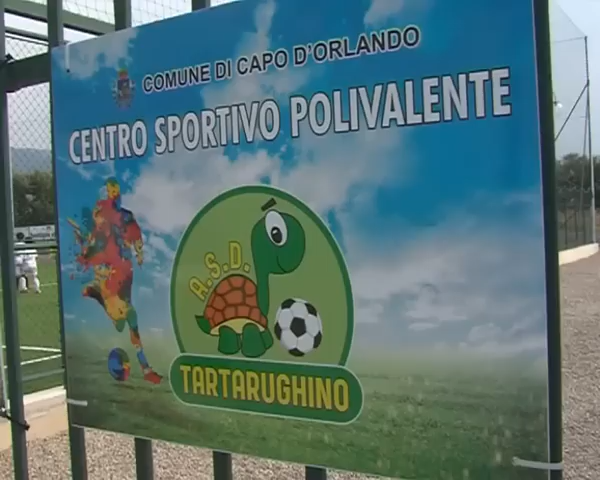 COMUNE DI CAPO D'ORLANDO
CENTRO SPORTIVO POLIVALENTE
A.S.D.
TARTARUGHINO